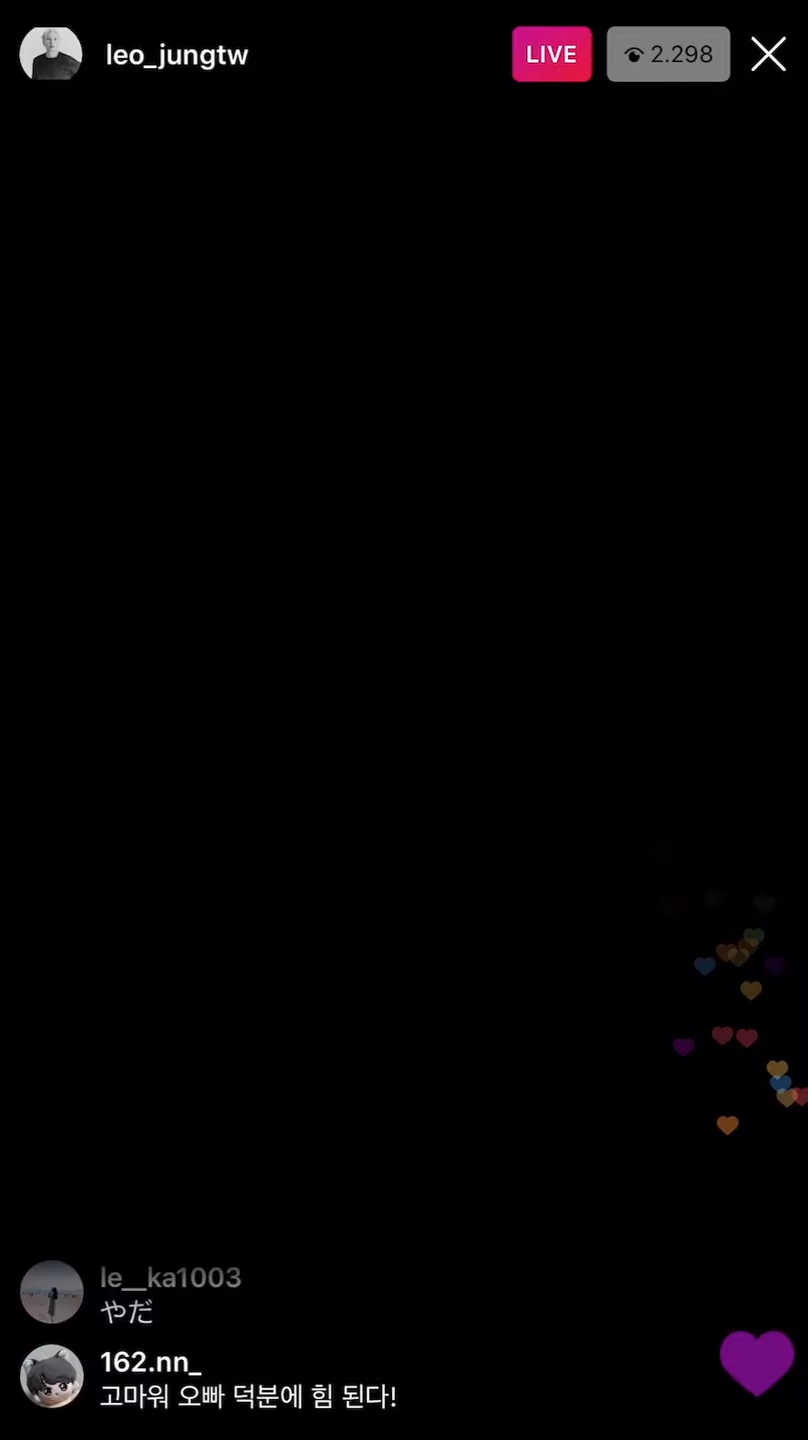 leo_jungtw
LIVE
2.298
le__ka1003
やだ
162.nn_
고마워 오빠 덕분에 힘 된다!